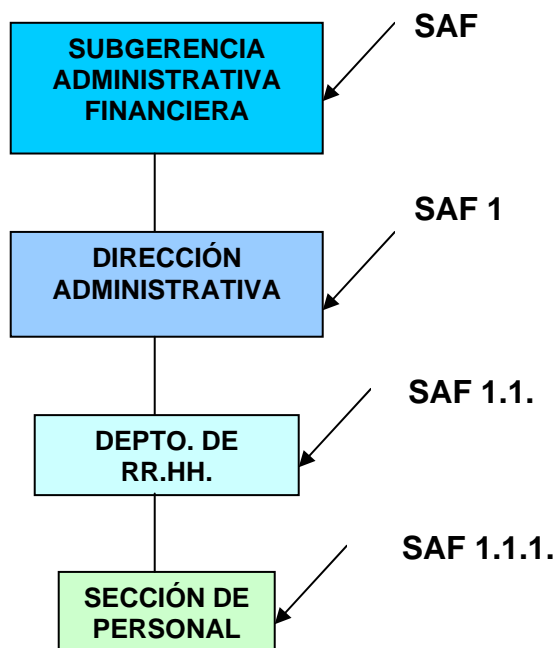 SAF
SUBGERENCIA
ADMINISTRATIVA
FINANCIERA
SAF 1
DIRECCIÓN
ADMINISTRATIVA
SAF 1.1.
DEPTO. DE
RR.HH.
SAF 1.1.1.
SECCIÓN DE
PERSONAL